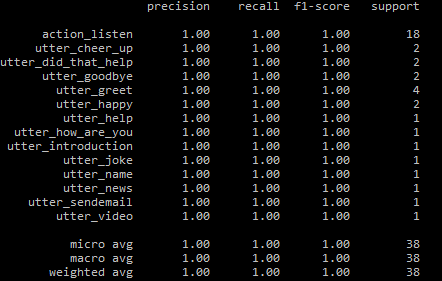 precision recall f1-score support
action_listen 1.00 1.00 1.00 18
utter_cheer_up 1.00 1.00 1.00 2
utter_did_that_help 1.00 1.00 1.00 2
utter_goodbye 1.00 1.00 1.00 2
utter_greet 1.00 1.00 1.00 4
utter_happy 1.00 1.00 1.00 2
utter_help 1.00 1.00 1.00 1
utter_how_are_you 1.00 1.00 1.00 1
utter_introduction 1.00 1.00 1.00 1
utter_joke 1.00 1.00 1.00 1
utter_name 1.00 1.00 1.00 1
utter_news 1.00 1.00 1.00 1
utter_sendemail 1.00 1.00 1.00 1
utter_video 1.00 1.00 1.00 1
micro avg 1.00 1.00 1.00 38
macro avg 1.00 1.00 1.00 38
weighted avg 1.00 1.00 1.00 38